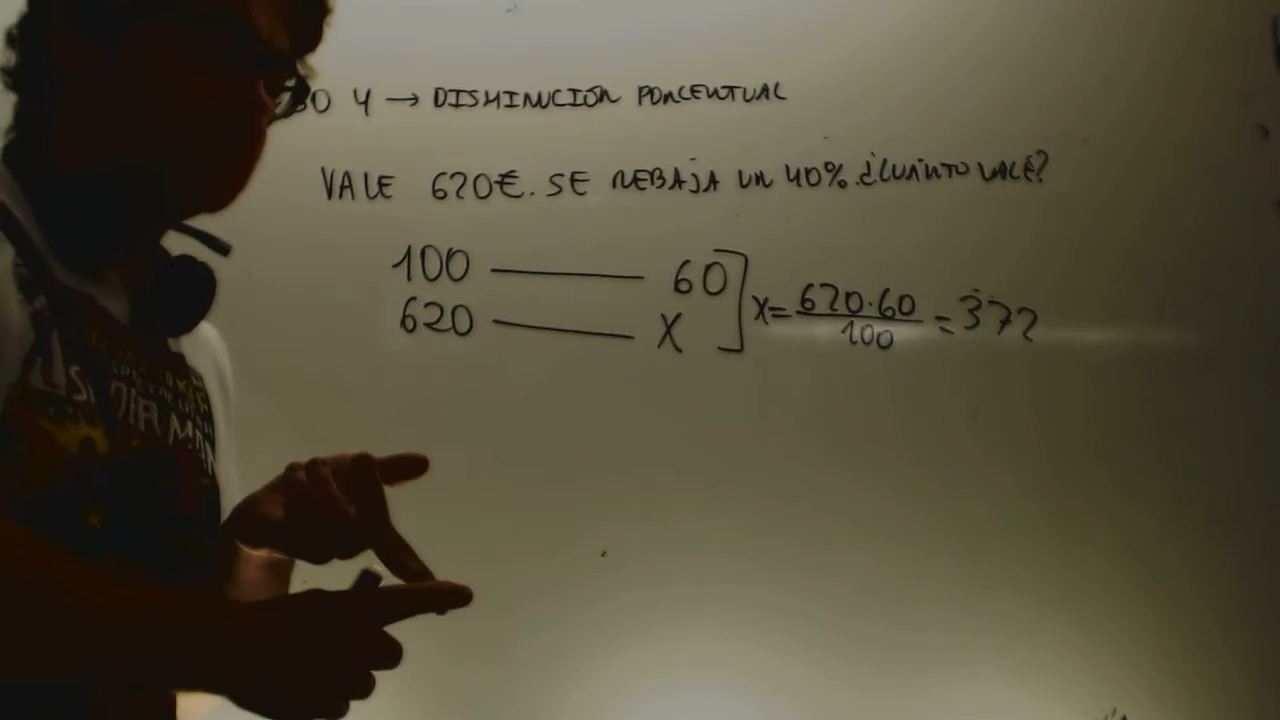 4 → DISMINUCIÓN PORCENTUAL
VALE 620€. SE REBAJA UN 40%. ¿CUÁNTO VALE?
100 — 60
620 — X
X = 620·60 / 100 = 372